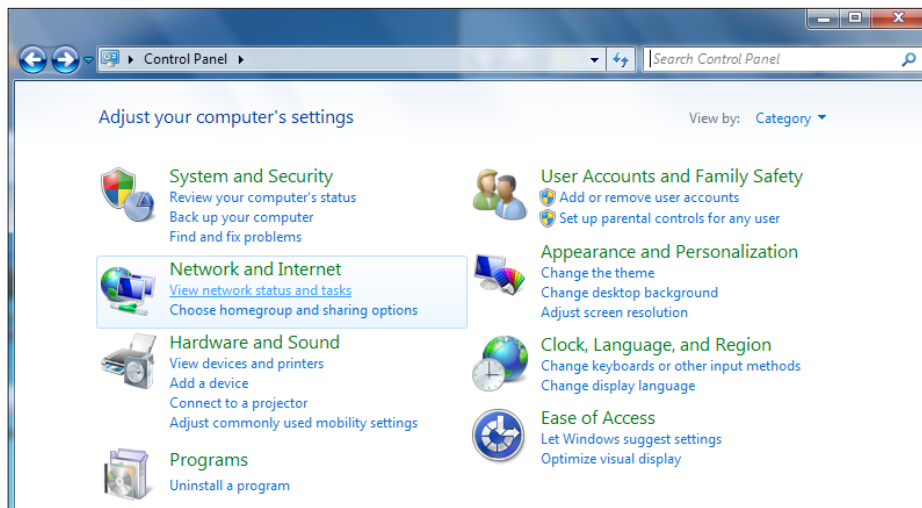 Control Panel
Search Control Panel
Adjust your computer's settings
View by: Category
System and Security
Review your computer's status
Back up your computer
Find and fix problems
Network and Internet
View network status and tasks
Choose homegroup and sharing options
Hardware and Sound
View devices and printers
Add a device
Connect to a projector
Adjust commonly used mobility settings
Programs
Uninstall a program
User Accounts and Family Safety
Add or remove user accounts
Set up parental controls for any user
Appearance and Personalization
Change the theme
Change desktop background
Adjust screen resolution
Clock, Language, and Region
Change keyboards or other input methods
Change display language
Ease of Access
Let Windows suggest settings
Optimize visual display